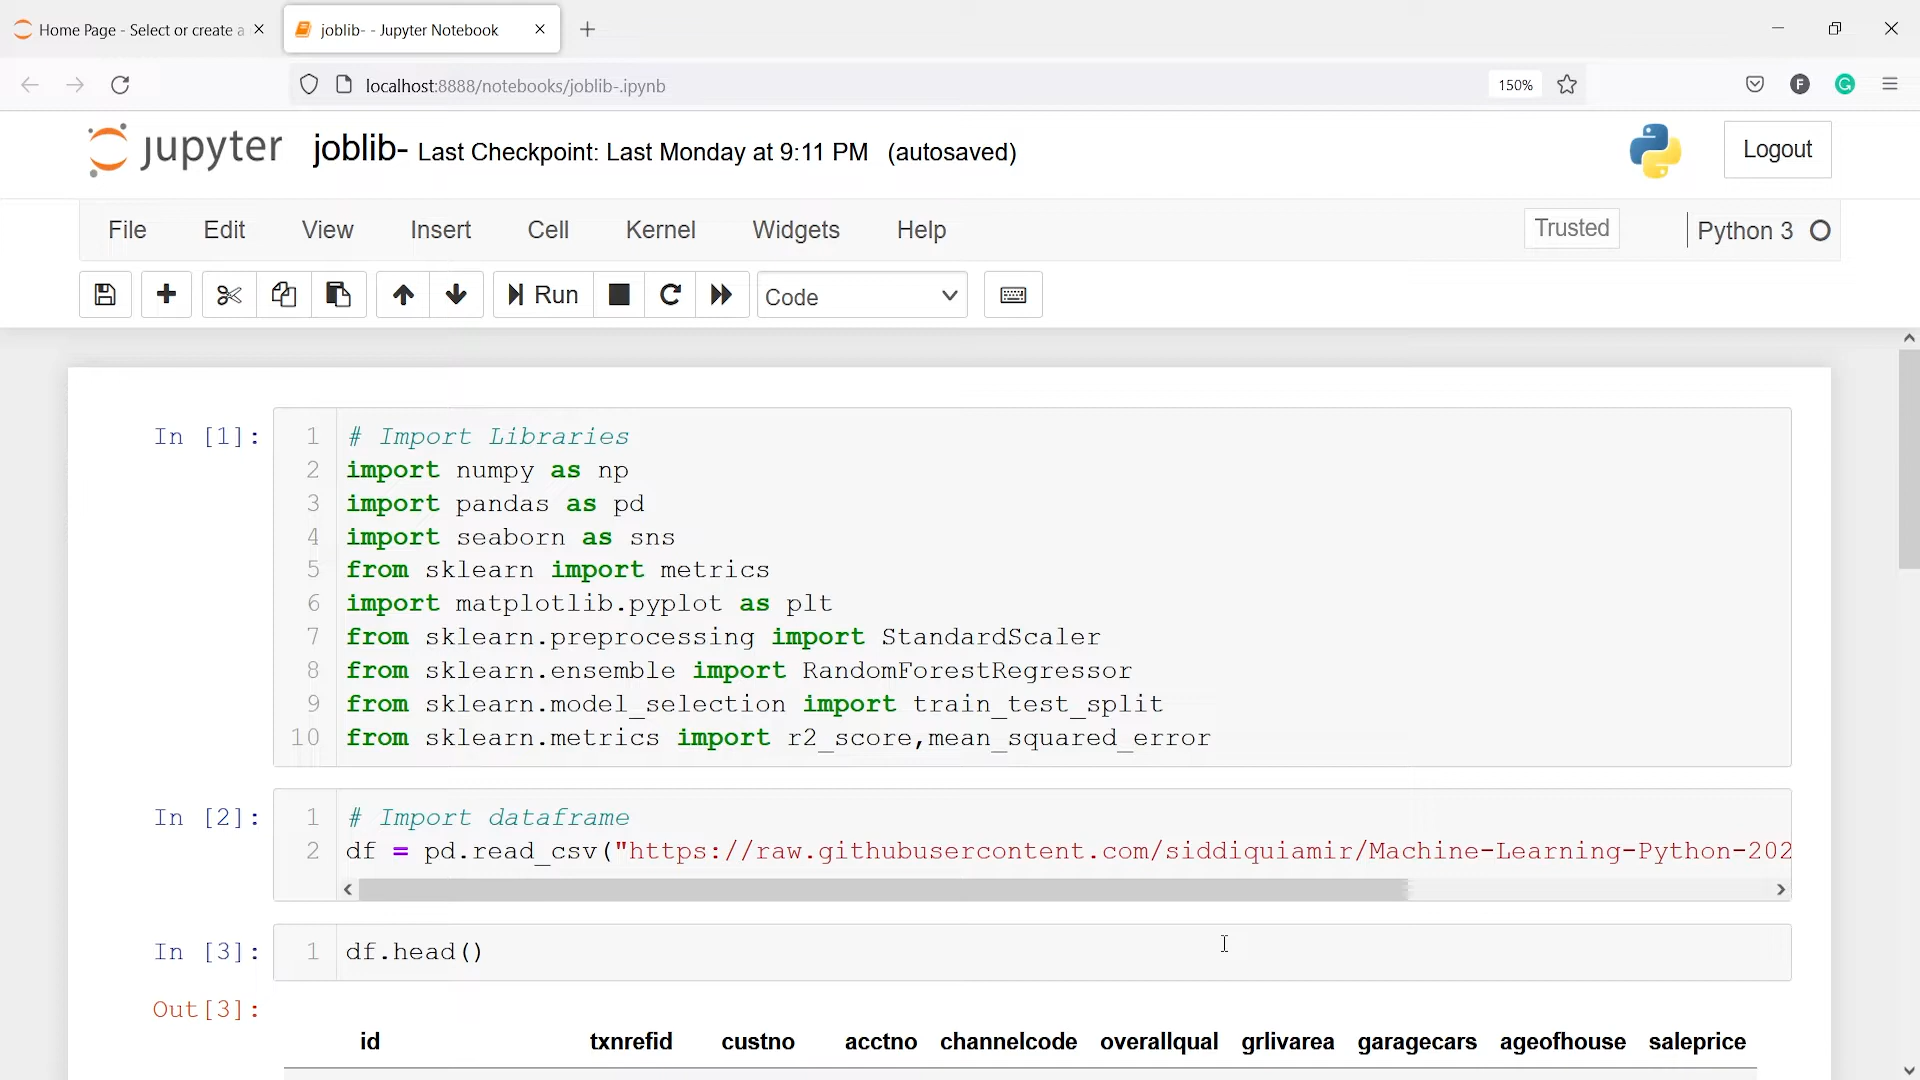 Home Page - Select or create a
joblib- - Jupyter Notebook
localhost:8888/notebooks/joblib-.ipynb
150%
F
G
jupyter joblib- Last Checkpoint: Last Monday at 9:11 PM (autosaved)
Logout
File Edit View Insert Cell Kernel Widgets Help
Trusted
Python 3
Run
Code
In [1]:
1 # Import Libraries
2 import numpy as np
3 import pandas as pd
4 import seaborn as sns
5 from sklearn import metrics
6 import matplotlib.pyplot as plt
7 from sklearn.preprocessing import StandardScaler
8 from sklearn.ensemble import RandomForestRegressor
9 from sklearn.model_selection import train_test_split
10 from sklearn.metrics import r2_score,mean_squared_error
In [2]:
1 # Import dataframe
2 df = pd.read_csv("https://raw.githubusercontent.com/siddiquiamir/Machine-Learning-Python-202
In [3]:
1 df.head()
Out[3]:
id txnrefid custno acctno channelcode overallqual grlivarea garagecars ageofhouse saleprice